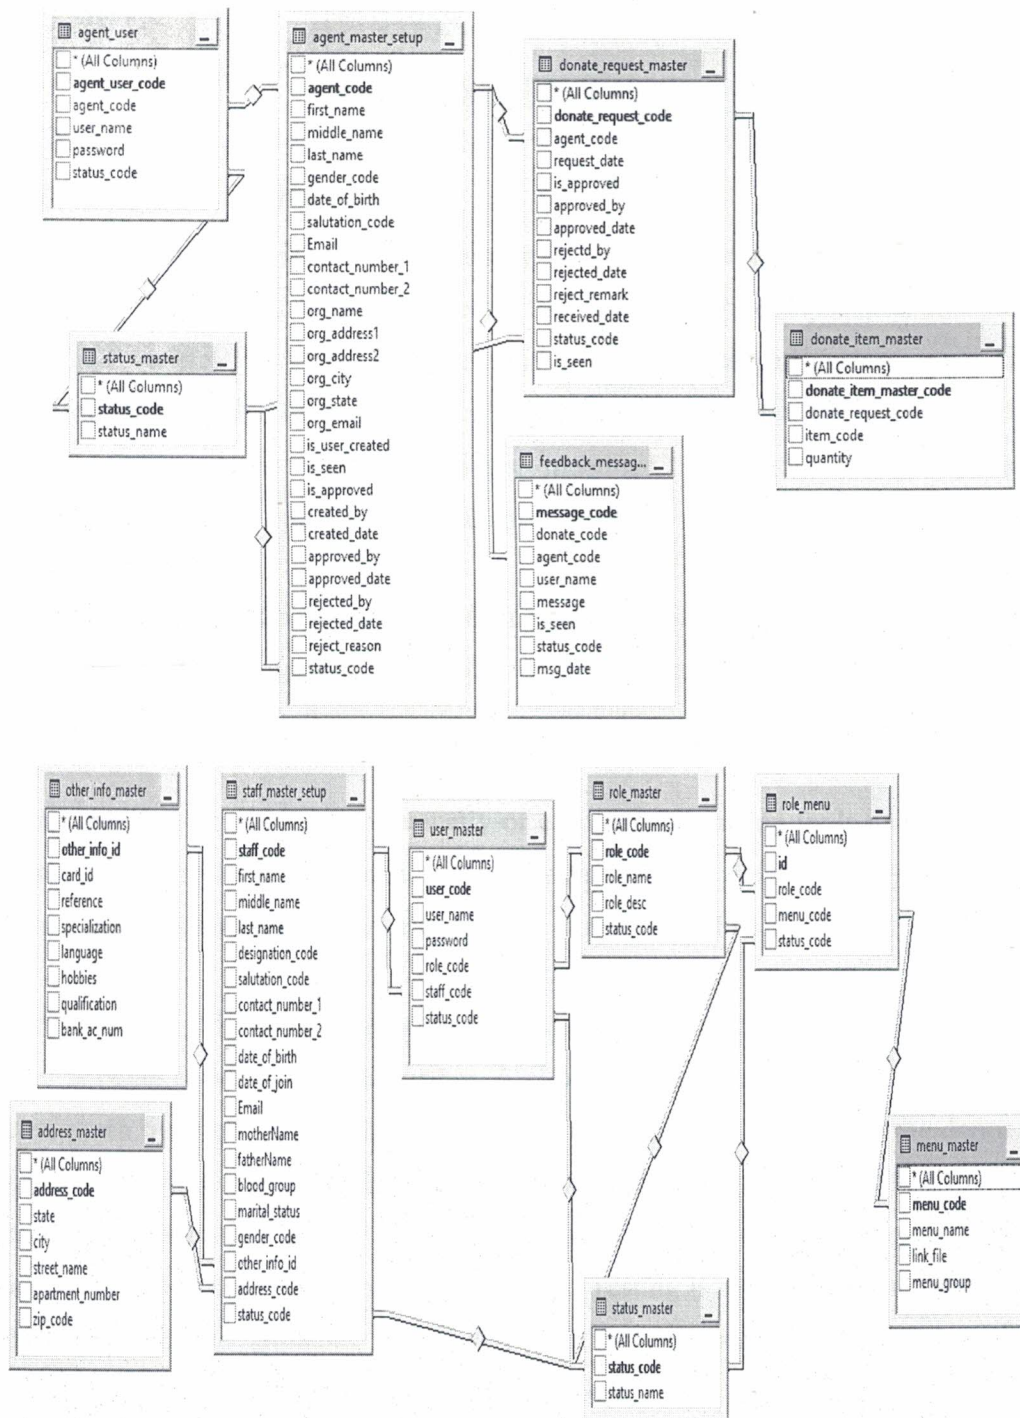 agent_user
* (All Columns)
agent_user_code
agent_code
user_name
password
status_code
agent_master_setup
* (All Columns)
agent_code
first_name
middle_name
last_name
gender_code
date_of_birth
salutation_code
Email
contact_number_1
contact_number_2
org_name
org_address1
org_address2
org_city
org_state
org_email
is_user_created
is_seen
is_approved
created_by
created_date
approved_by
approved_date
rejected_by
rejected_date
reject_reason
status_code
donate_request_master
* (All Columns)
donate_request_code
agent_code
request_date
is_approved
approved_by
approved_date
rejectd_by
rejected_date
reject_remark
received_date
status_code
is_seen
status_master
* (All Columns)
status_code
status_name
donate_item_master
* (All Columns)
donate_item_master_code
donate_request_code
item_code
quantity
feedback_messag...
* (All Columns)
message_code
donate_code
agent_code
user_name
message
is_seen
status_code
msg_date
other_info_master
* (All Columns)
other_info_id
card_id
reference
specialization
language
hobbies
qualification
bank_ac_num
staff_master_setup
* (All Columns)
staff_code
first_name
middle_name
last_name
designation_code
salutation_code
contact_number_1
contact_number_2
date_of_birth
date_of_join
Email
motherName
fatherName
blood_group
marital_status
gender_code
other_info_id
address_code
status_code
user_master
* (All Columns)
user_code
user_name
password
role_code
staff_code
status_code
role_master
* (All Columns)
role_code
role_name
role_desc
status_code
role_menu
* (All Columns)
id
role_code
menu_code
status_code
address_master
* (All Columns)
address_code
state
city
street_name
apartment_number
zip_code
menu_master
* (All Columns)
menu_code
menu_name
link_file
menu_group
status_master
* (All Columns)
status_code
status_name